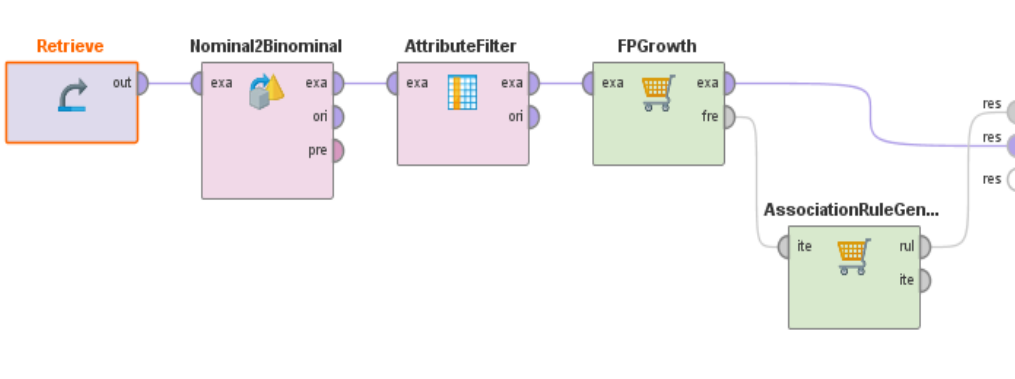 Retrieve
out
Nominal2Binominal
exa exa
ori
pre
AttributeFilter
exa exa
ori
FPGrowth
exa exa
fre
AssociationRuleGen...
ite rul
ite
res
res
res